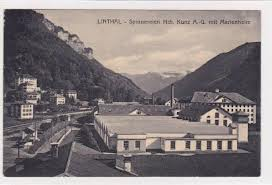 LINTHAL - Spinnereien Hch. Kunz A.-G. mit Marienheim